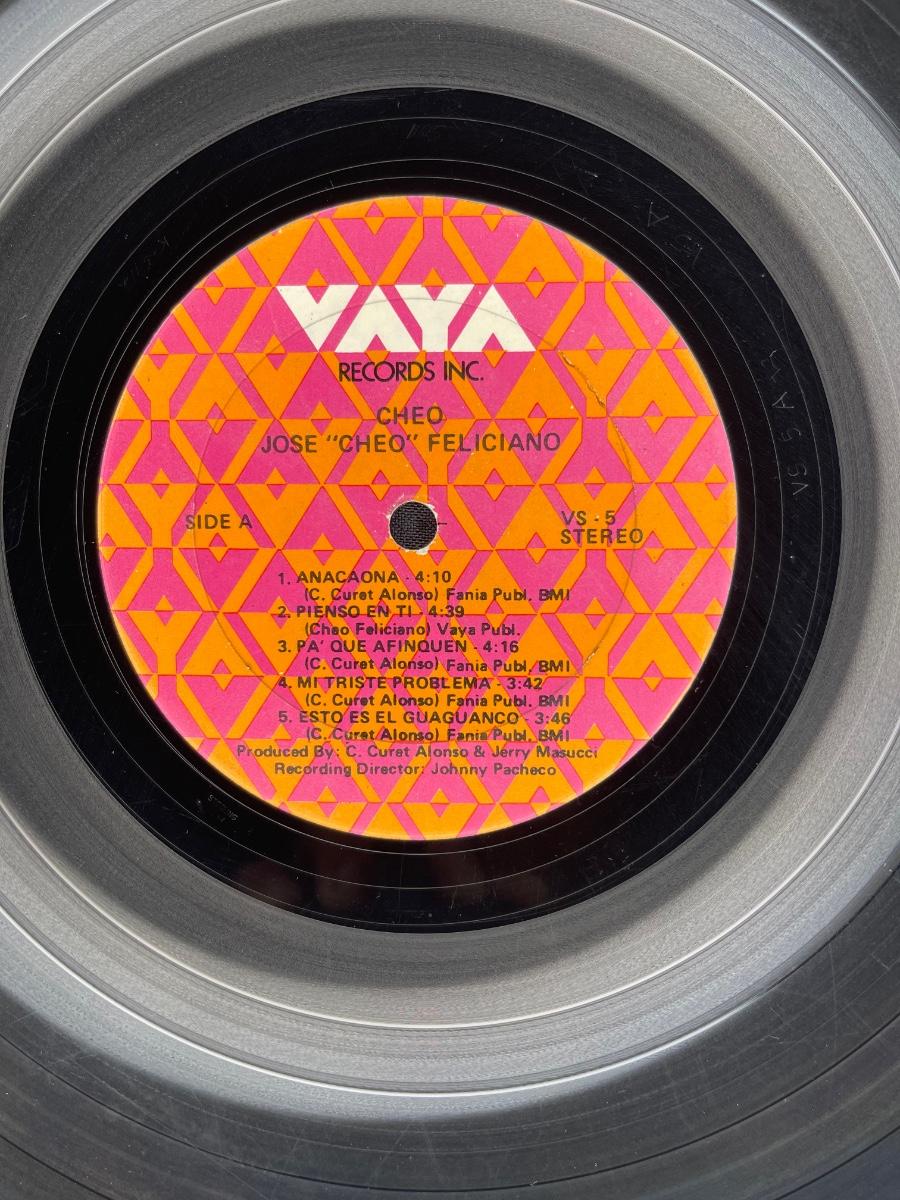 VAYA
RECORDS INC.
CHEO
JOSE "CHEO" FELICIANO
SIDE A
VS - 5
STEREO
1. ANACAONA - 4:10
(C. Curet Alonso) Fania Publ. BMI
2. PIENSO EN TI - 4:39
(Cheo Feliciano) Vaya Publ.
3. PA' QUE AFINQUEN - 4:16
(C. Curet Alonso) Fania Publ. BMI
4. MI TRISTE PROBLEMA - 3:42
(C. Curet Alonso) Fania Publ. BMI
5. ESTO ES EL GUAGUANCO - 3:46
(C. Curet Alonso) Fania Publ. BMI
Produced By: C. Curet Alonso & Jerry Masucci
Recording Director: Johnny Pacheco
VS 5 A